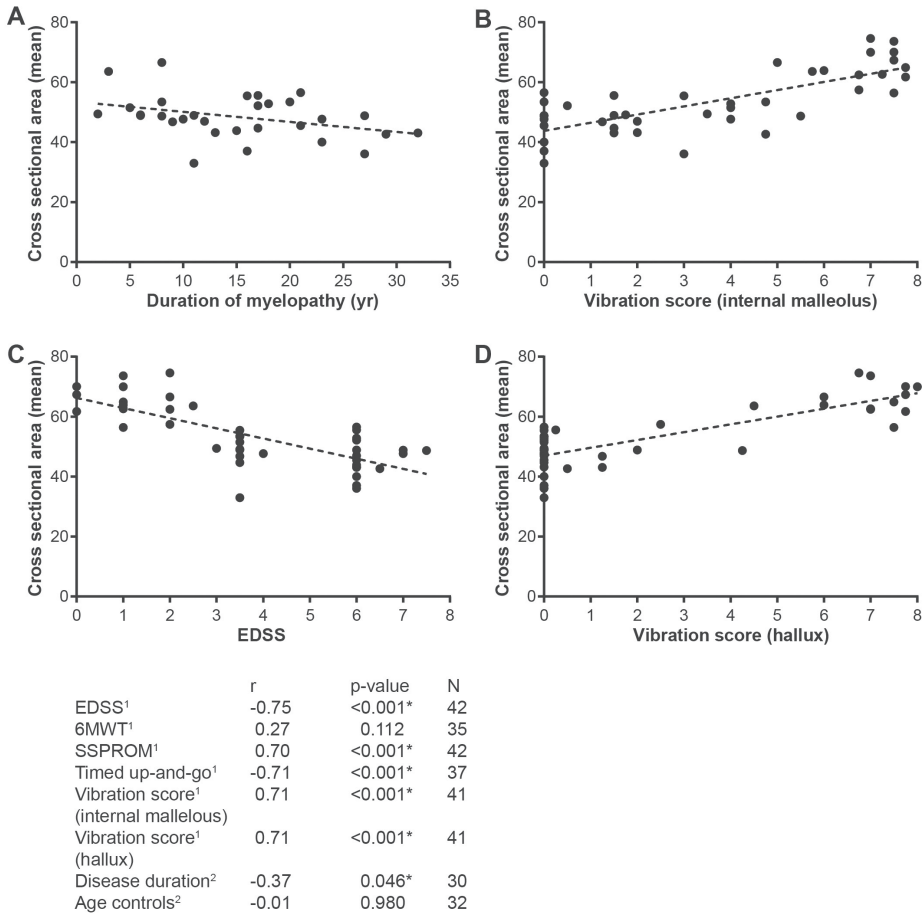 A
Cross sectional area (mean)
80
60
40
20
0
0 5 10 15 20 25 30 35
Duration of myelopathy (yr)
B
Cross sectional area (mean)
80
60
40
20
0
0 1 2 3 4 5 6 7 8
Vibration score (internal malleolus)
C
Cross sectional area (mean)
80
60
40
20
0
0 1 2 3 4 5 6 7 8
EDSS
D
Cross sectional area (mean)
80
60
40
20
0
0 1 2 3 4 5 6 7 8
Vibration score (hallux)
r p-value N
EDSS¹ -0.75 <0.001* 42
6MWT¹ 0.27 0.112 35
SSPROM¹ 0.70 <0.001* 42
Timed up-and-go¹ -0.71 <0.001* 37
Vibration score¹ 0.71 <0.001* 41
(internal mallelous)
Vibration score¹ 0.71 <0.001* 41
(hallux)
Disease duration² -0.37 0.046* 30
Age controls² -0.01 0.980 32